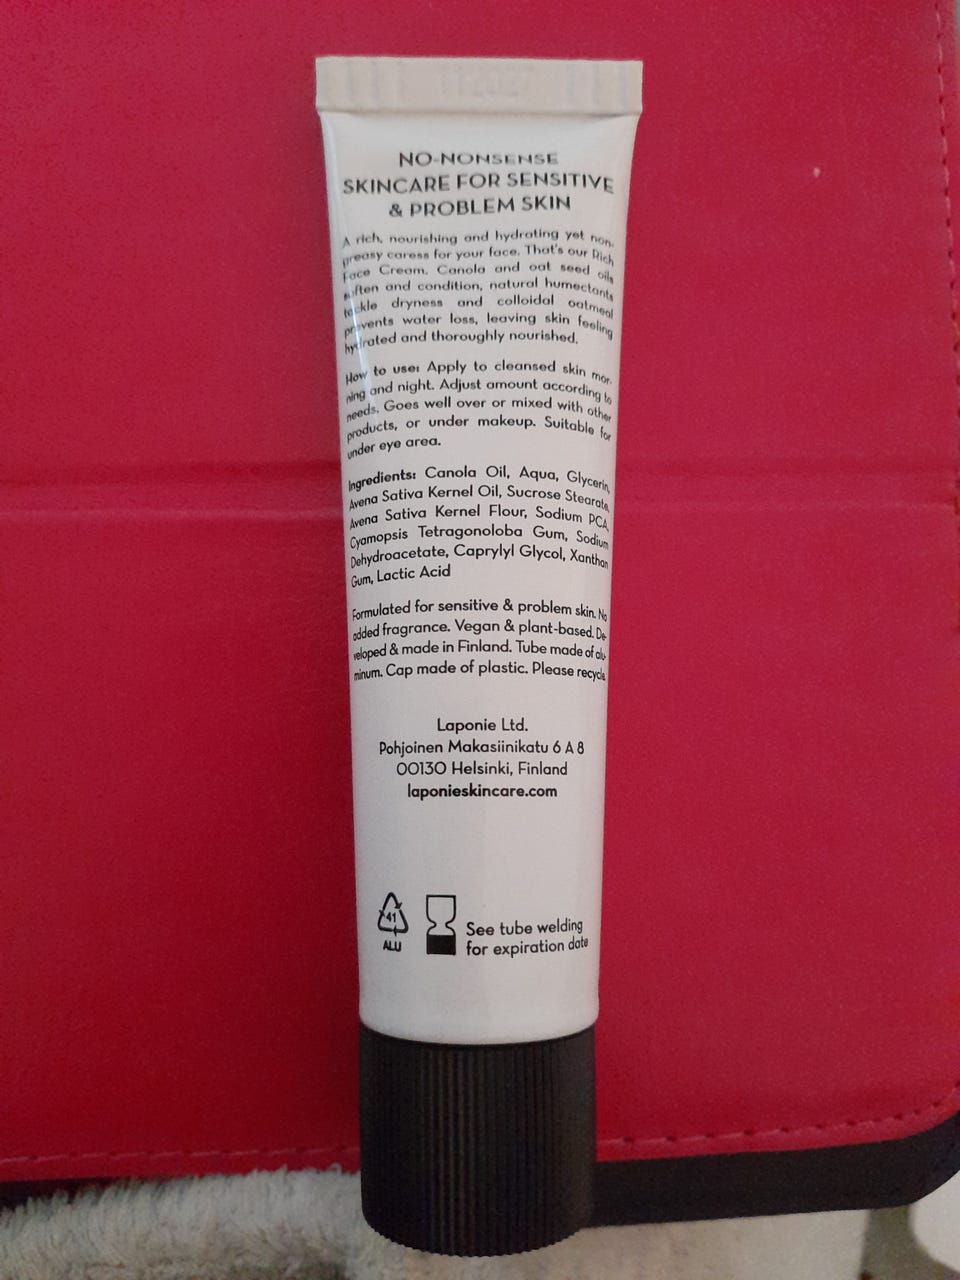 NO-NONSENSE
SKINCARE FOR SENSITIVE
& PROBLEM SKIN
A rich, nourishing and hydrating yet non-
greasy caress for your face. That's our Rich
Face Cream. Canola and oat seed oils
soften and condition, natural humectants
tackle dryness and colloidal oatmeal
prevents water loss, leaving skin feeling
hydrated and thoroughly nourished.
How to use: Apply to cleansed skin mor-
ning and night. Adjust amount according to
needs. Goes well over or mixed with other
products, or under makeup. Suitable for
under eye area.
Ingredients: Canola Oil, Aqua, Glycerin,
Avena Sativa Kernel Oil, Sucrose Stearate,
Avena Sativa Kernel Flour, Sodium PCA,
Cyamopsis Tetragonoloba Gum, Sodium
Dehydroacetate, Caprylyl Glycol, Xanthan
Gum, Lactic Acid
Formulated for sensitive & problem skin. No
added fragrance. Vegan & plant-based. De-
veloped & made in Finland. Tube made of alu-
minum. Cap made of plastic. Please recycle.
Laponie Ltd.
Pohjoinen Makasiinikatu 6 A 8
00130 Helsinki, Finland
laponieskincare.com
41
ALU
See tube welding
for expiration date